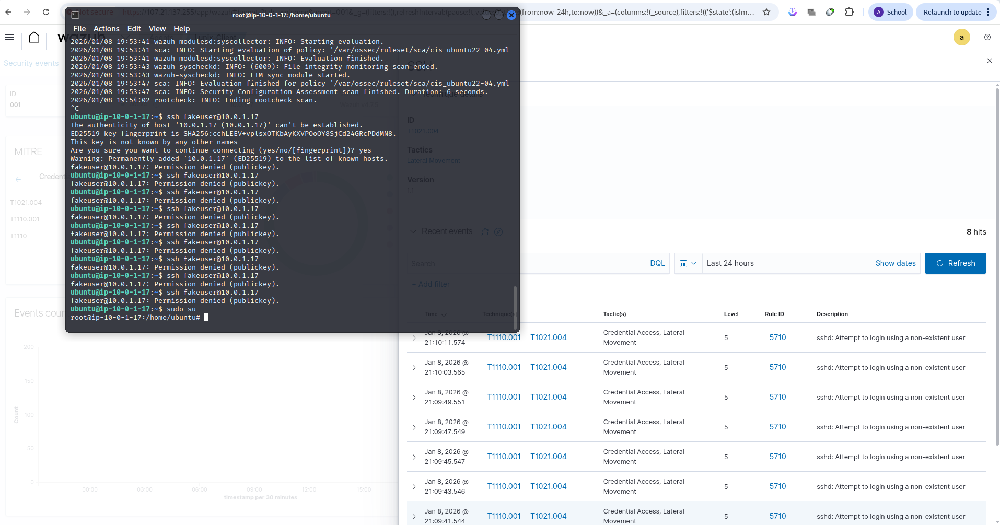 Not secure https://107.21.137.255/app/wazuh
(from:now-24h,to:now))&_a=(columns:!(_source),filters:!(('$state':(isIm...
A School
Relaunch to update
root@ip-10-0-1-17: /home/ubuntu
File Actions Edit View Help
wazuh
a
2026/01/08 19:53:41 wazuh-modulesd:syscollector: INFO: Starting evaluation.
2026/01/08 19:53:41 sca: INFO: Starting evaluation of policy: '/var/ossec/ruleset/sca/cis_ubuntu22-04.yml
2026/01/08 19:53:41 wazuh-modulesd:syscollector: INFO: Evaluation finished.
2026/01/08 19:53:43 wazuh-syscheckd: INFO: (6009): File integrity monitoring scan ended.
2026/01/08 19:53:43 wazuh-syscheckd: INFO: FIM sync module started.
2026/01/08 19:53:47 sca: INFO: Evaluation finished for policy '/var/ossec/ruleset/sca/cis_ubuntu22-04.yml
2026/01/08 19:53:47 sca: INFO: Security Configuration Assessment scan finished. Duration: 6 seconds.
2026/01/08 19:54:02 rootcheck: INFO: Ending rootcheck scan.
^C
ubuntu@ip-10-0-1-17:~$ ssh fakeuser@10.0.1.17
The authenticity of host '10.0.1.17 (10.0.1.17)' can't be established.
ED25519 key fingerprint is SHA256:cchLEEV+vplsxOTKbAyKXVPOoOY8SjCd24GRcPDdMN8.
This key is not known by any other names
Are you sure you want to continue connecting (yes/no/[fingerprint])? yes
Warning: Permanently added '10.0.1.17' (ED25519) to the list of known hosts.
fakeuser@10.0.1.17: Permission denied (publickey).
ubuntu@ip-10-0-1-17:~$ ssh fakeuser@10.0.1.17
fakeuser@10.0.1.17: Permission denied (publickey).
ubuntu@ip-10-0-1-17:~$ ssh fakeuser@10.0.1.17
fakeuser@10.0.1.17: Permission denied (publickey).
ubuntu@ip-10-0-1-17:~$ ssh fakeuser@10.0.1.17
fakeuser@10.0.1.17: Permission denied (publickey).
ubuntu@ip-10-0-1-17:~$ ssh fakeuser@10.0.1.17
fakeuser@10.0.1.17: Permission denied (publickey).
ubuntu@ip-10-0-1-17:~$ ssh fakeuser@10.0.1.17
fakeuser@10.0.1.17: Permission denied (publickey).
ubuntu@ip-10-0-1-17:~$ ssh fakeuser@10.0.1.17
fakeuser@10.0.1.17: Permission denied (publickey).
ubuntu@ip-10-0-1-17:~$ ssh fakeuser@10.0.1.17
fakeuser@10.0.1.17: Permission denied (publickey).
ubuntu@ip-10-0-1-17:~$ ssh fakeuser@10.0.1.17
fakeuser@10.0.1.17: Permission denied (publickey).
ubuntu@ip-10-0-1-17:~$ sudo su
root@ip-10-0-1-17:/home/ubuntu#
Security events
ID
001
MITRE
T1021.004
T1110.001
T1110
Events coun
200
150
100
50
0
Count
00:00 03:00 06:00 09:00 12:00 15:00
timestamp per 30 minutes
SSH
Technique details
ID
T1021.004
Tactics
Lateral Movement
Version
1.1
Recent events
8 hits
Search
DQL
Last 24 hours
Show dates
Refresh
+ Add filter
Time Technique(s) Tactic(s) Level Rule ID Description
Jan 8, 2026 @ 21:10:11.574 T1110.001 T1021.004 Credential Access, Lateral Movement 5 5710 sshd: Attempt to login using a non-existent user
Jan 8, 2026 @ 21:10:03.565 T1110.001 T1021.004 Credential Access, Lateral Movement 5 5710 sshd: Attempt to login using a non-existent user
Jan 8, 2026 @ 21:09:49.551 T1110.001 T1021.004 Credential Access, Lateral Movement 5 5710 sshd: Attempt to login using a non-existent user
Jan 8, 2026 @ 21:09:47.549 T1110.001 T1021.004 Credential Access, Lateral Movement 5 5710 sshd: Attempt to login using a non-existent user
Jan 8, 2026 @ 21:09:45.547 T1110.001 T1021.004 Credential Access, Lateral Movement 5 5710 sshd: Attempt to login using a non-existent user
Jan 8, 2026 @ 21:09:43.546 T1110.001 T1021.004 Credential Access, Lateral Movement 5 5710 sshd: Attempt to login using a non-existent user
Jan 8, 2026 @ 21:09:41.544 T1110.001 T1021.004 Credential Access, Lateral Movement 5 5710 sshd: Attempt to login using a non-existent user